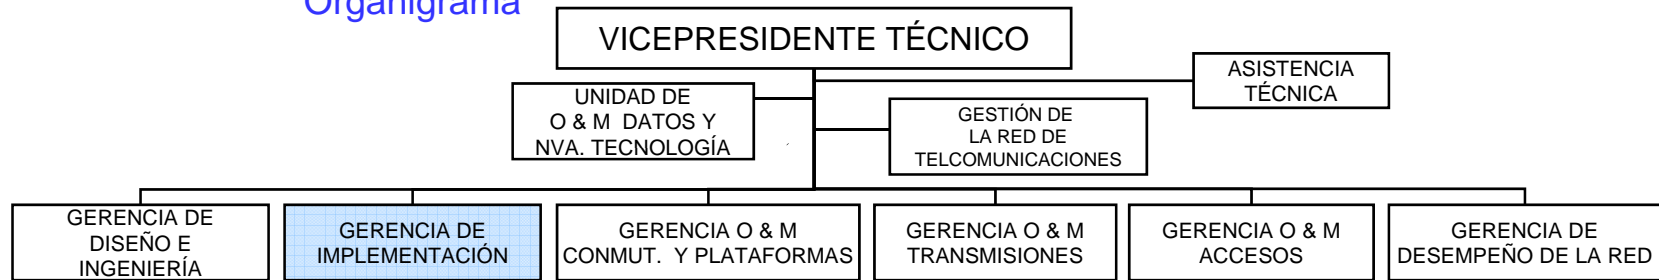 Organigrama
VICEPRESIDENTE TÉCNICO
ASISTENCIA
TÉCNICA
UNIDAD DE
O & M DATOS Y
NVA. TECNOLOGÍA
GESTIÓN DE
LA RED DE
TELCOMUNICACIONES
GERENCIA DE
DISEÑO E
INGENIERÍA
GERENCIA DE
IMPLEMENTACIÓN
GERENCIA O & M
CONMUT. Y PLATAFORMAS
GERENCIA O & M
TRANSMISIONES
GERENCIA O & M
ACCESOS
GERENCIA DE
DESEMPEÑO DE LA RED